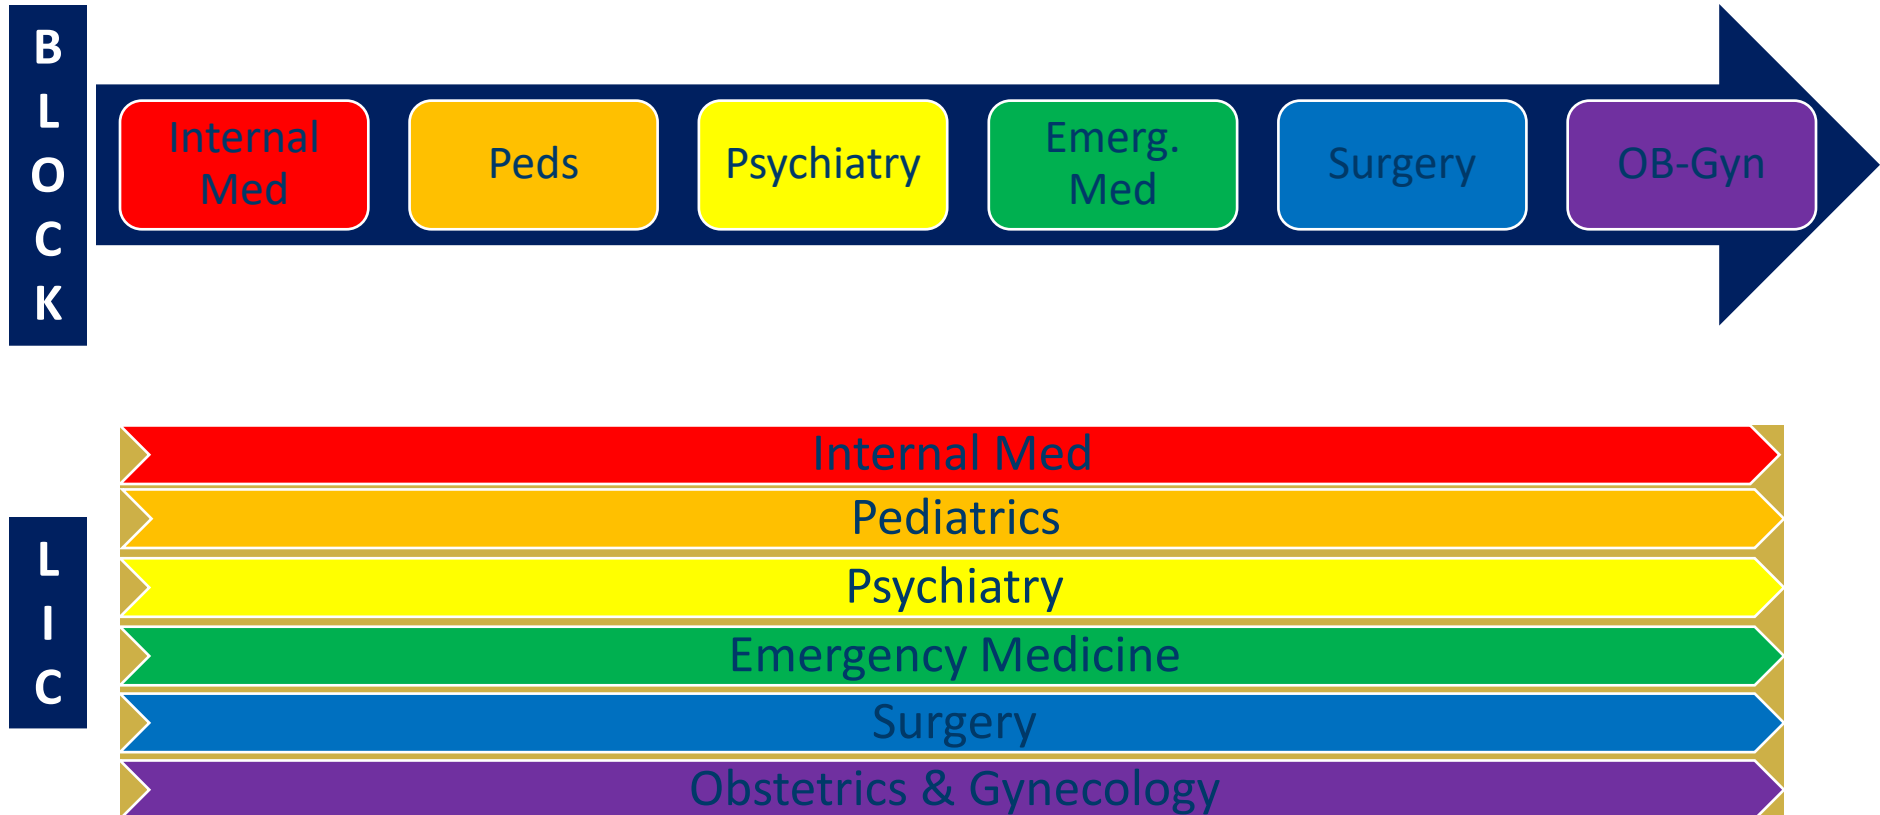 BLOCK
Internal
Med
Peds
Psychiatry
Emerg.
Med
Surgery
OB-Gyn
LIC
Internal Med
Pediatrics
Psychiatry
Emergency Medicine
Surgery
Obstetrics & Gynecology